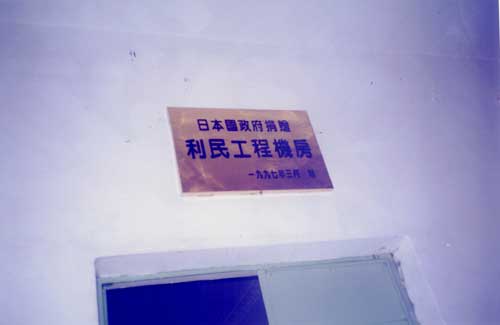 日本國政府捐贈
利民工程機房
一九九七年三月